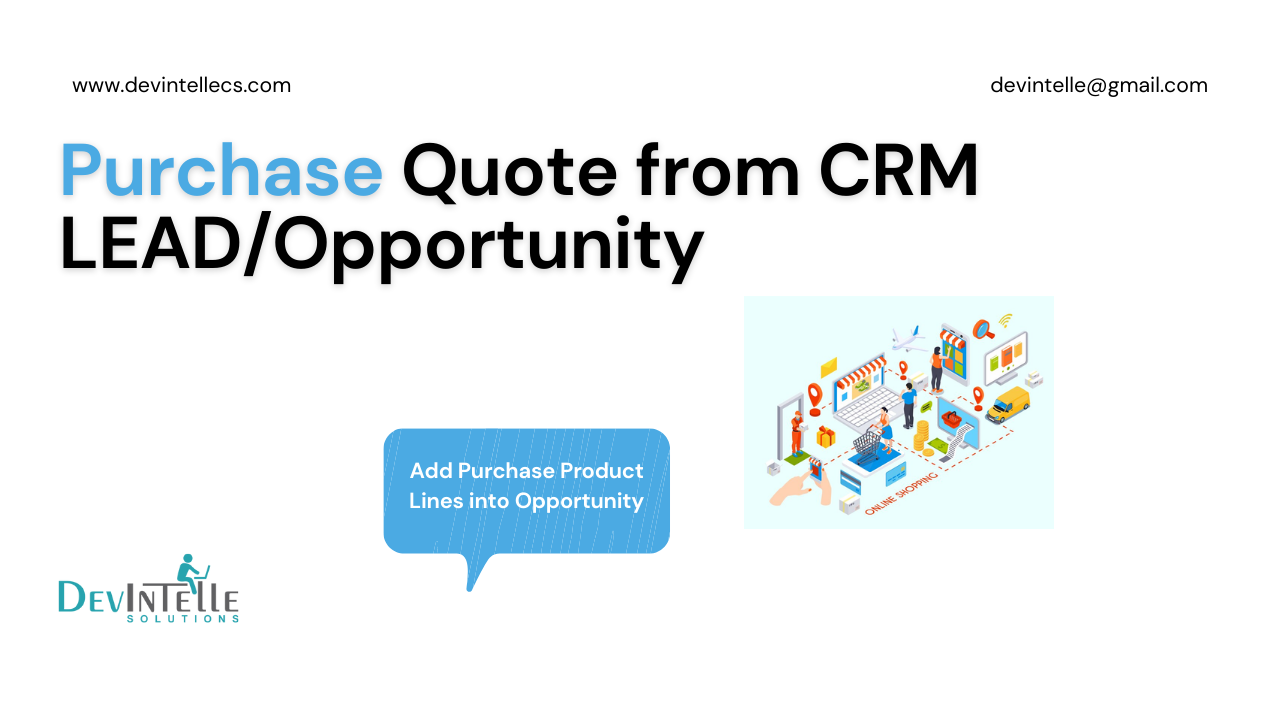 www.devintellecs.com
devintelle@gmail.com
Purchase Quote from CRM
LEAD/Opportunity
Add Purchase Product
Lines into Opportunity
ONLINE SHOPPING
DEVINTELLE
SOLUTIONS